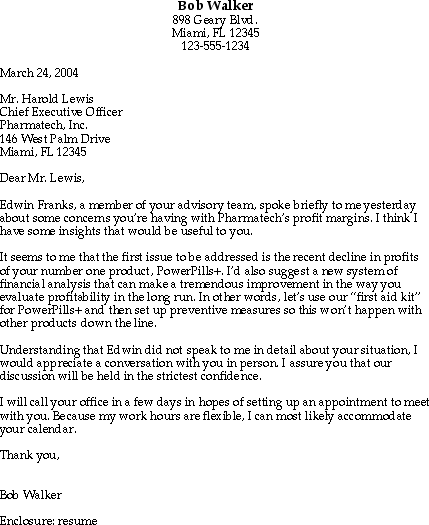 Bob Walker
898 Geary Blvd.
Miami, FL 12345
123-555-1234
March 24, 2004
Mr. Harold Lewis
Chief Executive Officer
Pharmatech, Inc.
146 West Palm Drive
Miami, FL 12345
Dear Mr. Lewis,
Edwin Franks, a member of your advisory team, spoke briefly to me yesterday
about some concerns you're having with Pharmatech's profit margins. I think I
have some insights that would be useful to you.
It seems to me that the first issue to be addressed is the recent decline in profits
of your number one product, PowerPills+. I'd also suggest a new system of
financial analysis that can make a tremendous improvement in the way you
evaluate profitability in the long run. In other words, let's use our “first aid kit”
for PowerPills+ and then set up preventive measures so this won't happen with
other products down the line.
Understanding that Edwin did not speak to me in detail about your situation, I
would appreciate a conversation with you in person. I assure you that our
discussion will be held in the strictest confidence.
I will call your office in a few days in hopes of setting up an appointment to meet
with you. Because my work hours are flexible, I can most likely accommodate
your calendar.
Thank you,
Bob Walker
Enclosure: resume